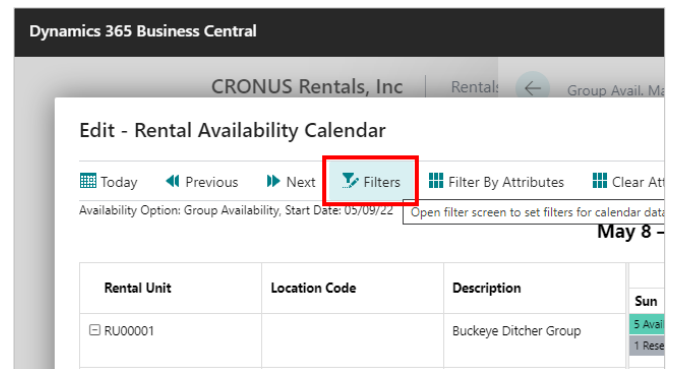 Dynamics 365 Business Central
CRONUS Rentals, Inc
Group Avail. Ma
Edit - Rental Availability Calendar
Today Previous Next Filters Filter By Attributes Clear Att
Availability Option: Group Availability, Start Date: 05/09/22
Open filter screen to set filters for calendar data
May 8 –
Rental Unit Location Code Description Sun
RU00001 Buckeye Ditcher Group 5 Avail
1 Rese